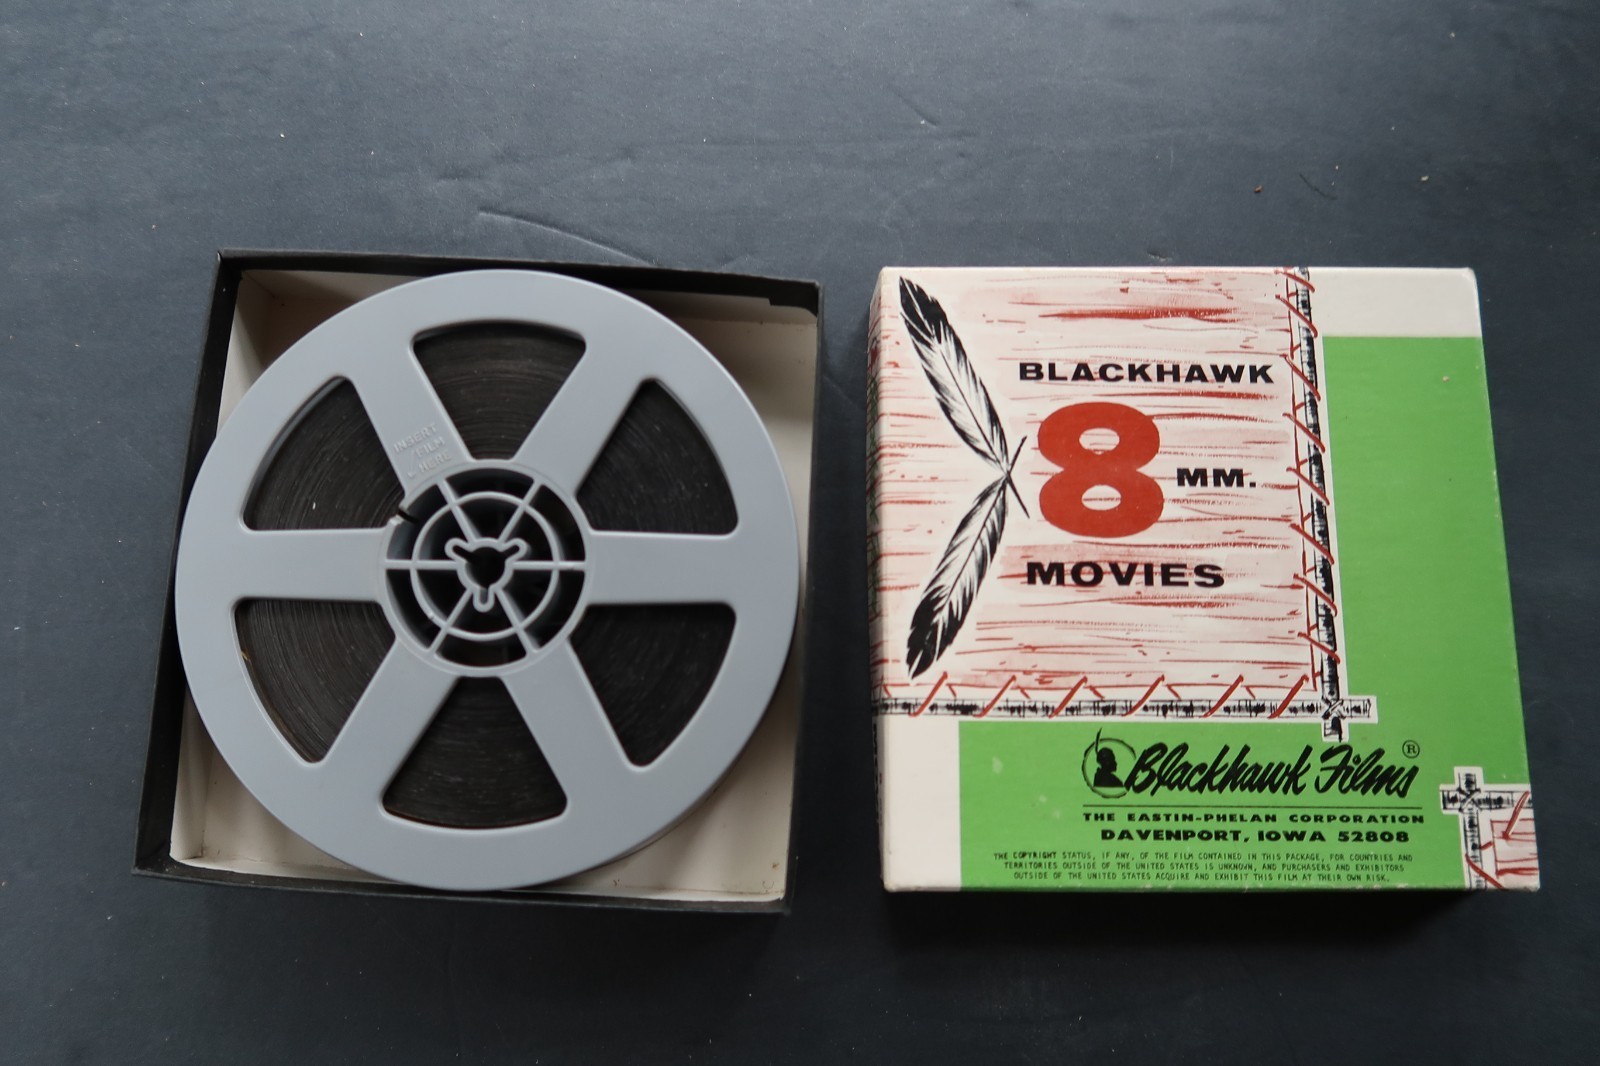 INSERT
FILM
HERE
BLACKHAWK
8 MM.
MOVIES
Blackhawk Films ®
THE EASTIN-PHELAN CORPORATION
DAVENPORT, IOWA 52808
THE COPYRIGHT STATUS, IF ANY, OF THE FILM CONTAINED IN THIS PACKAGE, FOR COUNTRIES AND
TERRITORIES OUTSIDE OF THE UNITED STATES IS UNKNOWN, AND PURCHASERS AND EXHIBITORS
OUTSIDE OF THE UNITED STATES ACQUIRE AND EXHIBIT THIS FILM AT THEIR OWN RISK.